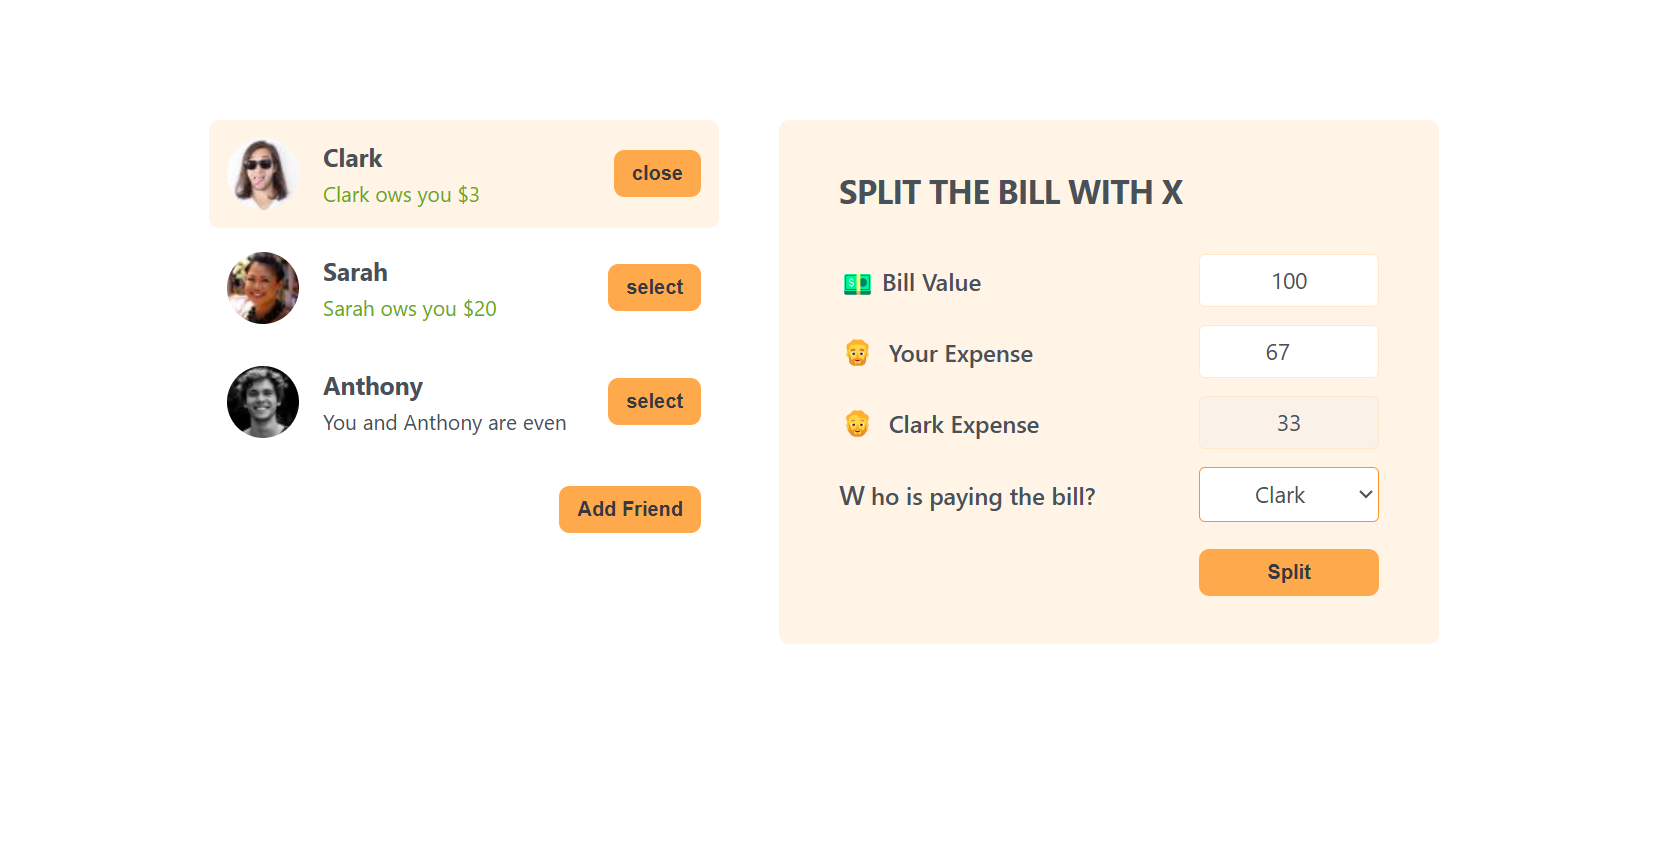 Clark
Clark ows you $3
close
Sarah
Sarah ows you $20
select
Anthony
You and Anthony are even
select
Add Friend
SPLIT THE BILL WITH X
💵 Bill Value
100
Your Expense
67
Clark Expense
33
W ho is paying the bill?
Clark
Split